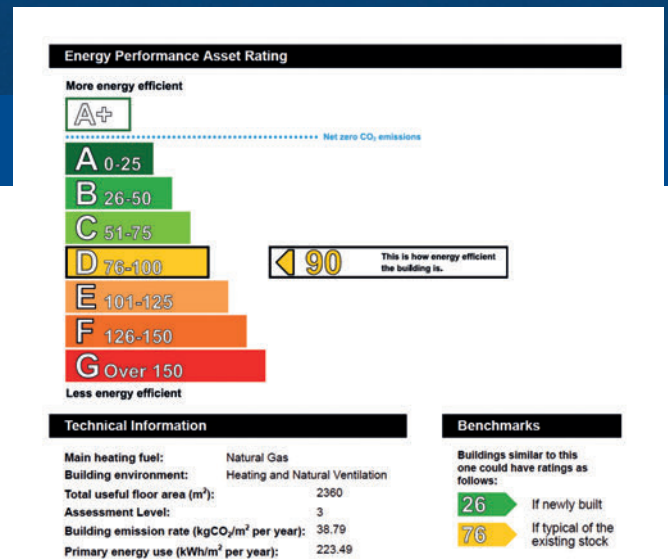 Energy Performance Asset Rating
More energy efficient
A+
Net zero CO₂ emissions
A 0-25
B 26-50
C 51-75
D 76-100
90 This is how energy efficient
the building is.
E 101-125
F 126-150
G Over 150
Less energy efficient
Technical Information
Main heating fuel: Natural Gas
Building environment: Heating and Natural Ventilation
Total useful floor area (m²): 2360
Assessment Level: 3
Building emission rate (kgCO₂/m² per year): 38.79
Primary energy use (kWh/m² per year): 223.49
Benchmarks
Buildings similar to this
one could have ratings as
follows:
26 If newly built
76 If typical of the
existing stock